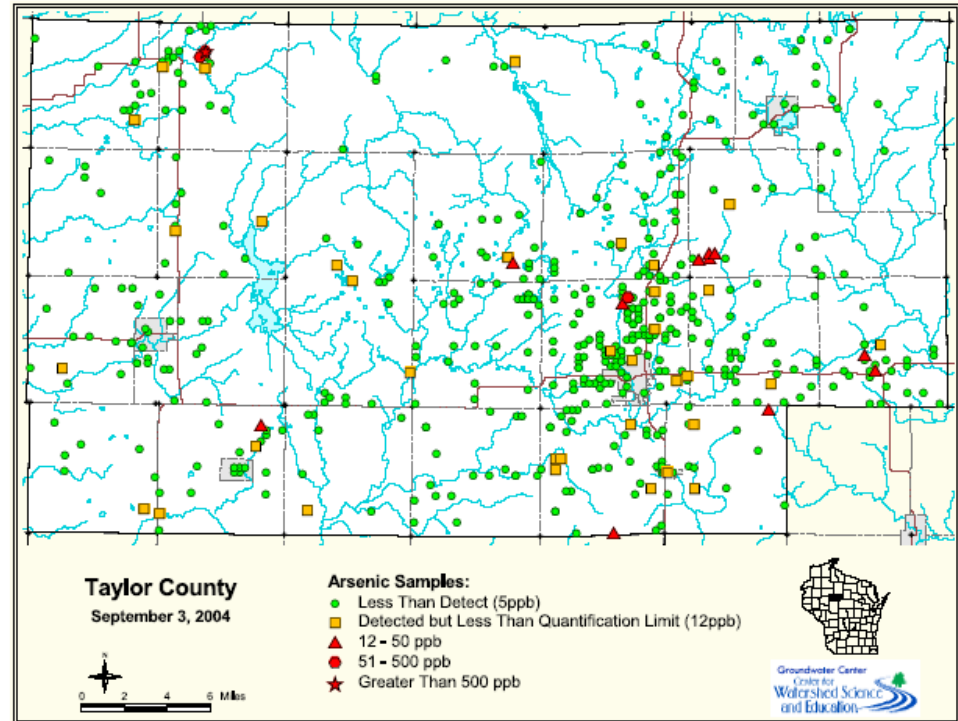 Taylor County
September 3, 2004
N
0 2 4 6 Miles
Arsenic Samples:
Less Than Detect (5ppb)
Detected but Less Than Quantification Limit (12ppb)
12 - 50 ppb
51 - 500 ppb
Greater Than 500 ppb
Groundwater Center
Center for
Watershed Science
and Education